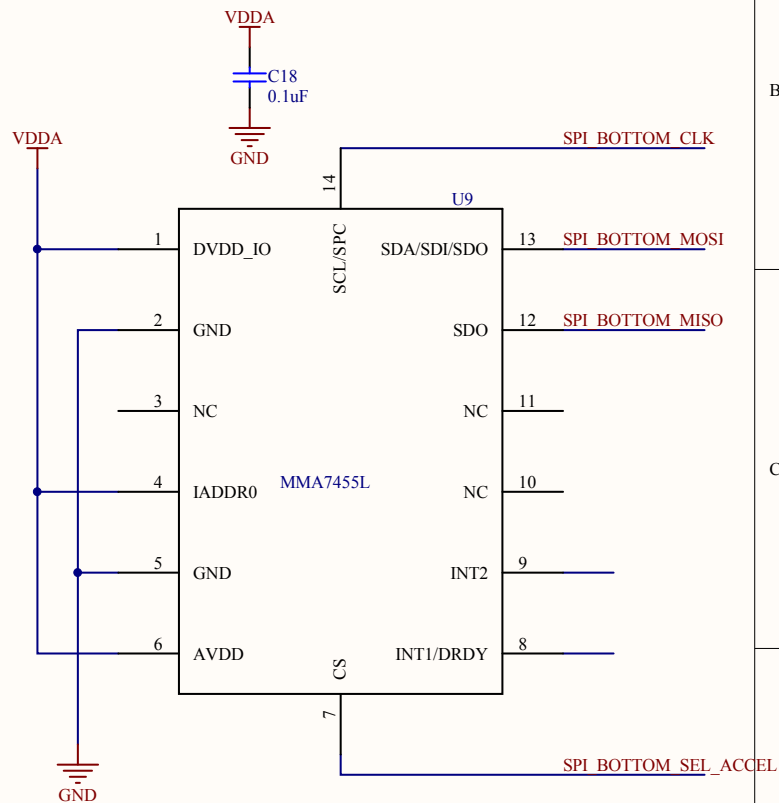 VDDA
C18
0.1uF
GND
VDDA
SPI_BOTTOM_CLK
14
U9
1
DVDD_IO
SCL/SPC
SDA/SDI/SDO
13
SPI_BOTTOM_MOSI
2
GND
SDO
12
SPI_BOTTOM_MISO
3
NC
NC
11
4
IADDR0
MMA7455L
NC
10
5
GND
INT2
9
6
AVDD
CS
INT1/DRDY
8
7
SPI_BOTTOM_SEL_ACCEL
GND
B
C